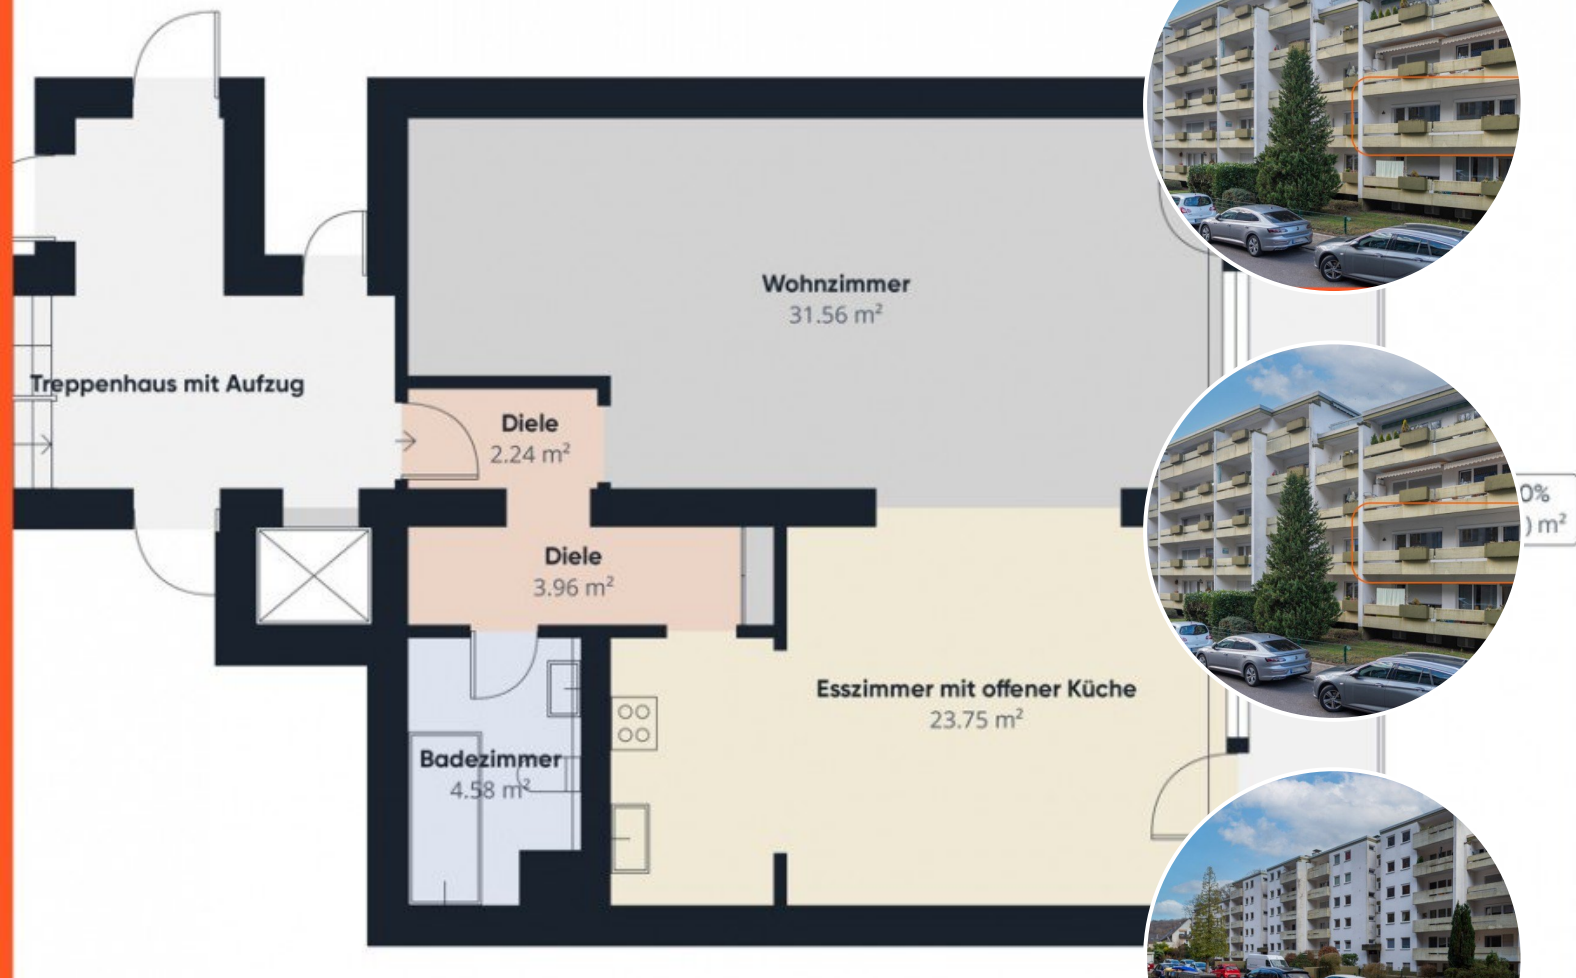 Wohnzimmer
31.56 m²
Treppenhaus mit Aufzug
Diele
2.24 m²
0%
) m²
Diele
3.96 m²
Esszimmer mit offener Küche
23.75 m²
Badezimmer
4.58 m²